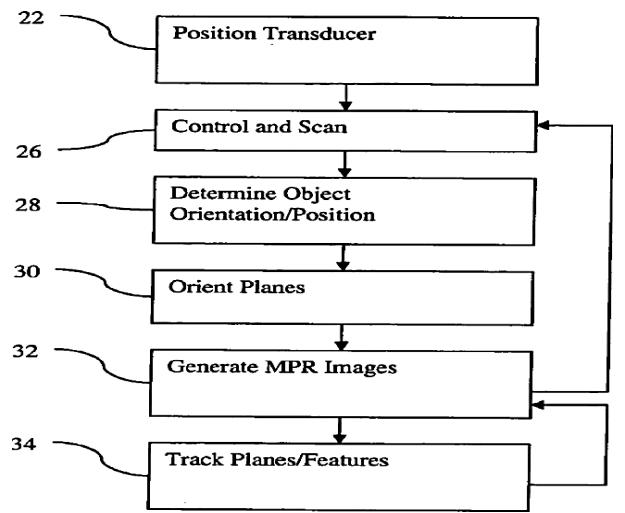 22
Position Transducer
Control and Scan
26
Determine Object
Orientation/Position
28
30
Orient Planes
32
Generate MPR Images
34
Track Planes/Features